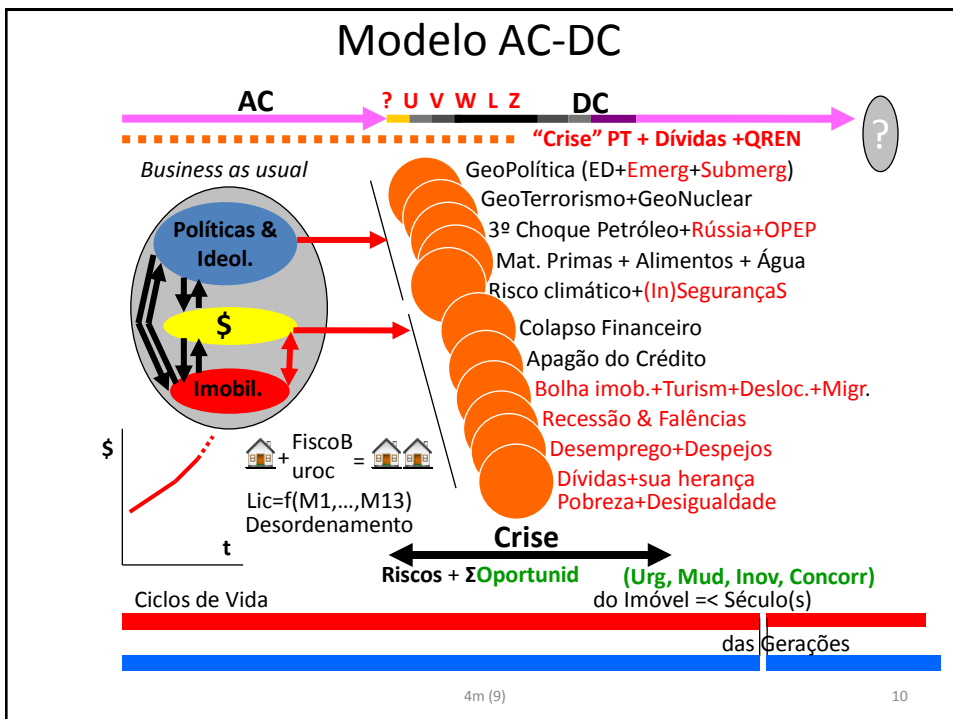 Modelo AC-DC
AC
? U V W L Z
DC
?
"Crise" PT + Dívidas +QREN
Business as usual
GeoPolítica (ED+Emerg+Submerg)
GeoTerrorismo+GeoNuclear
Políticas &
Ideol.
3º Choque Petróleo+Rússia+OPEP
Mat. Primas + Alimentos + Água
Risco climático+(In)SegurançaS
$
Colapso Financeiro
Apagão do Crédito
Imobil.
Bolha imob.+Turism+Desloc.+Migr.
Recessão & Falências
$
+ FiscoB
uroc =
Desemprego+Despejos
Dívidas+sua herança
Pobreza+Desigualdade
Lic=f(M1,...,M13)
Desordenamento
t
Crise
Riscos + ΣOportunid (Urg, Mud, Inov, Concorr)
Ciclos de Vida do Imóvel =< Século(s)
das Gerações
4m (9) 10